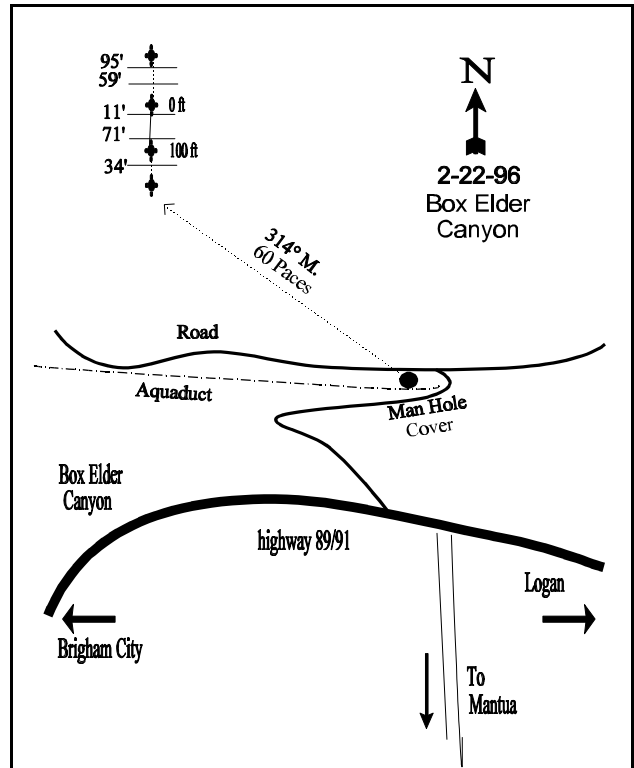 95'
59'
11'
0 ft
71'
100 ft
34'
N
2-22-96
Box Elder
Canyon
314° M.
60 Paces
Road
Aquaduct
Man Hole
Cover
Box Elder
Canyon
highway 89/91
Logan
Brigham City
To
Mantua